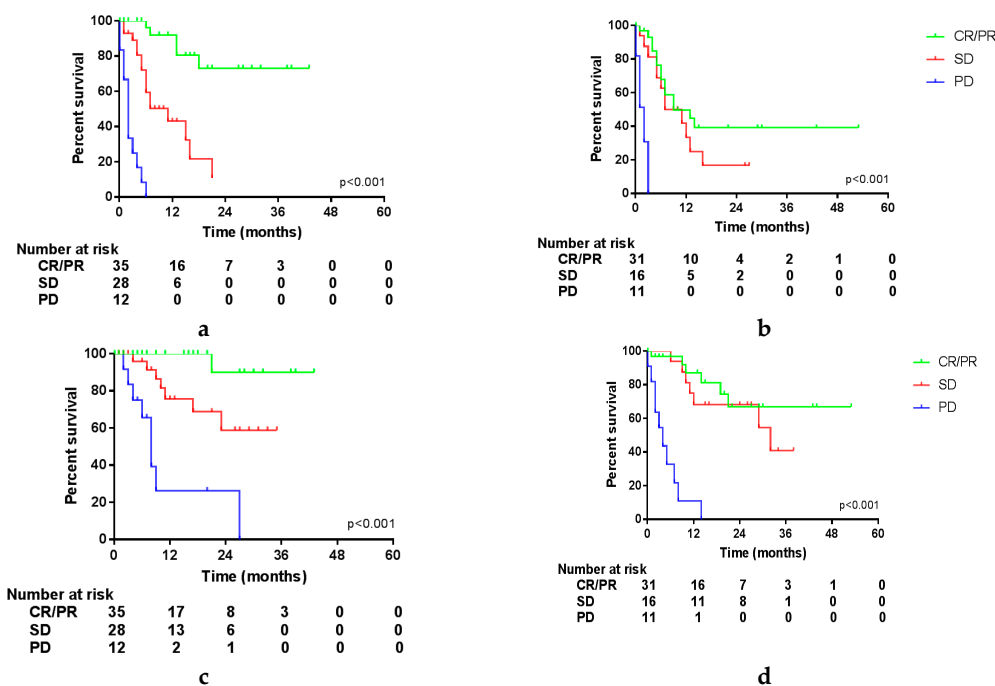 100
80
60
40
20
0
Percent survival
p<0.001
0 12 24 36 48 60
Time (months)
Number at risk
CR/PR 35 16 7 3 0 0
SD 28 6 0 0 0 0
PD 12 0 0 0 0 0
a
100
80
60
40
20
0
Percent survival
CR/PR
SD
PD
p<0.001
0 12 24 36 48 60
Time (months)
Number at risk
CR/PR 31 10 4 2 1 0
SD 16 5 2 0 0 0
PD 11 0 0 0 0 0
b
100
80
60
40
20
0
Percent survival
p<0.001
0 12 24 36 48 60
Time (months)
Number at risk
CR/PR 35 17 8 3 0 0
SD 28 13 6 0 0 0
PD 12 2 1 0 0 0
c
100
80
60
40
20
0
Percent survival
CR/PR
SD
PD
p<0.001
0 12 24 36 48 60
Time (months)
Number at risk
CR/PR 31 16 7 3 1 0
SD 16 11 8 1 0 0
PD 11 1 0 0 0 0
d